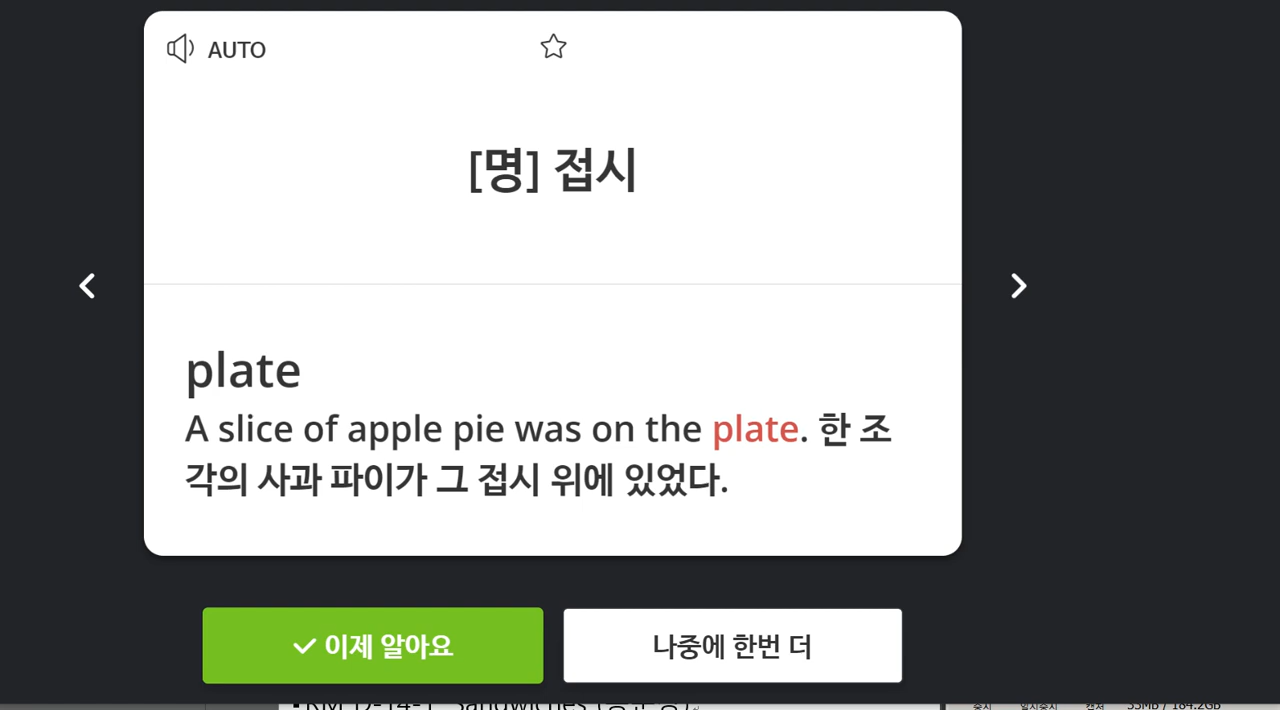 AUTO
[명] 접시
plate
A slice of apple pie was on the plate. 한 조
각의 사과 파이가 그 접시 위에 있었다.
이제 알아요
나중에 한번 더